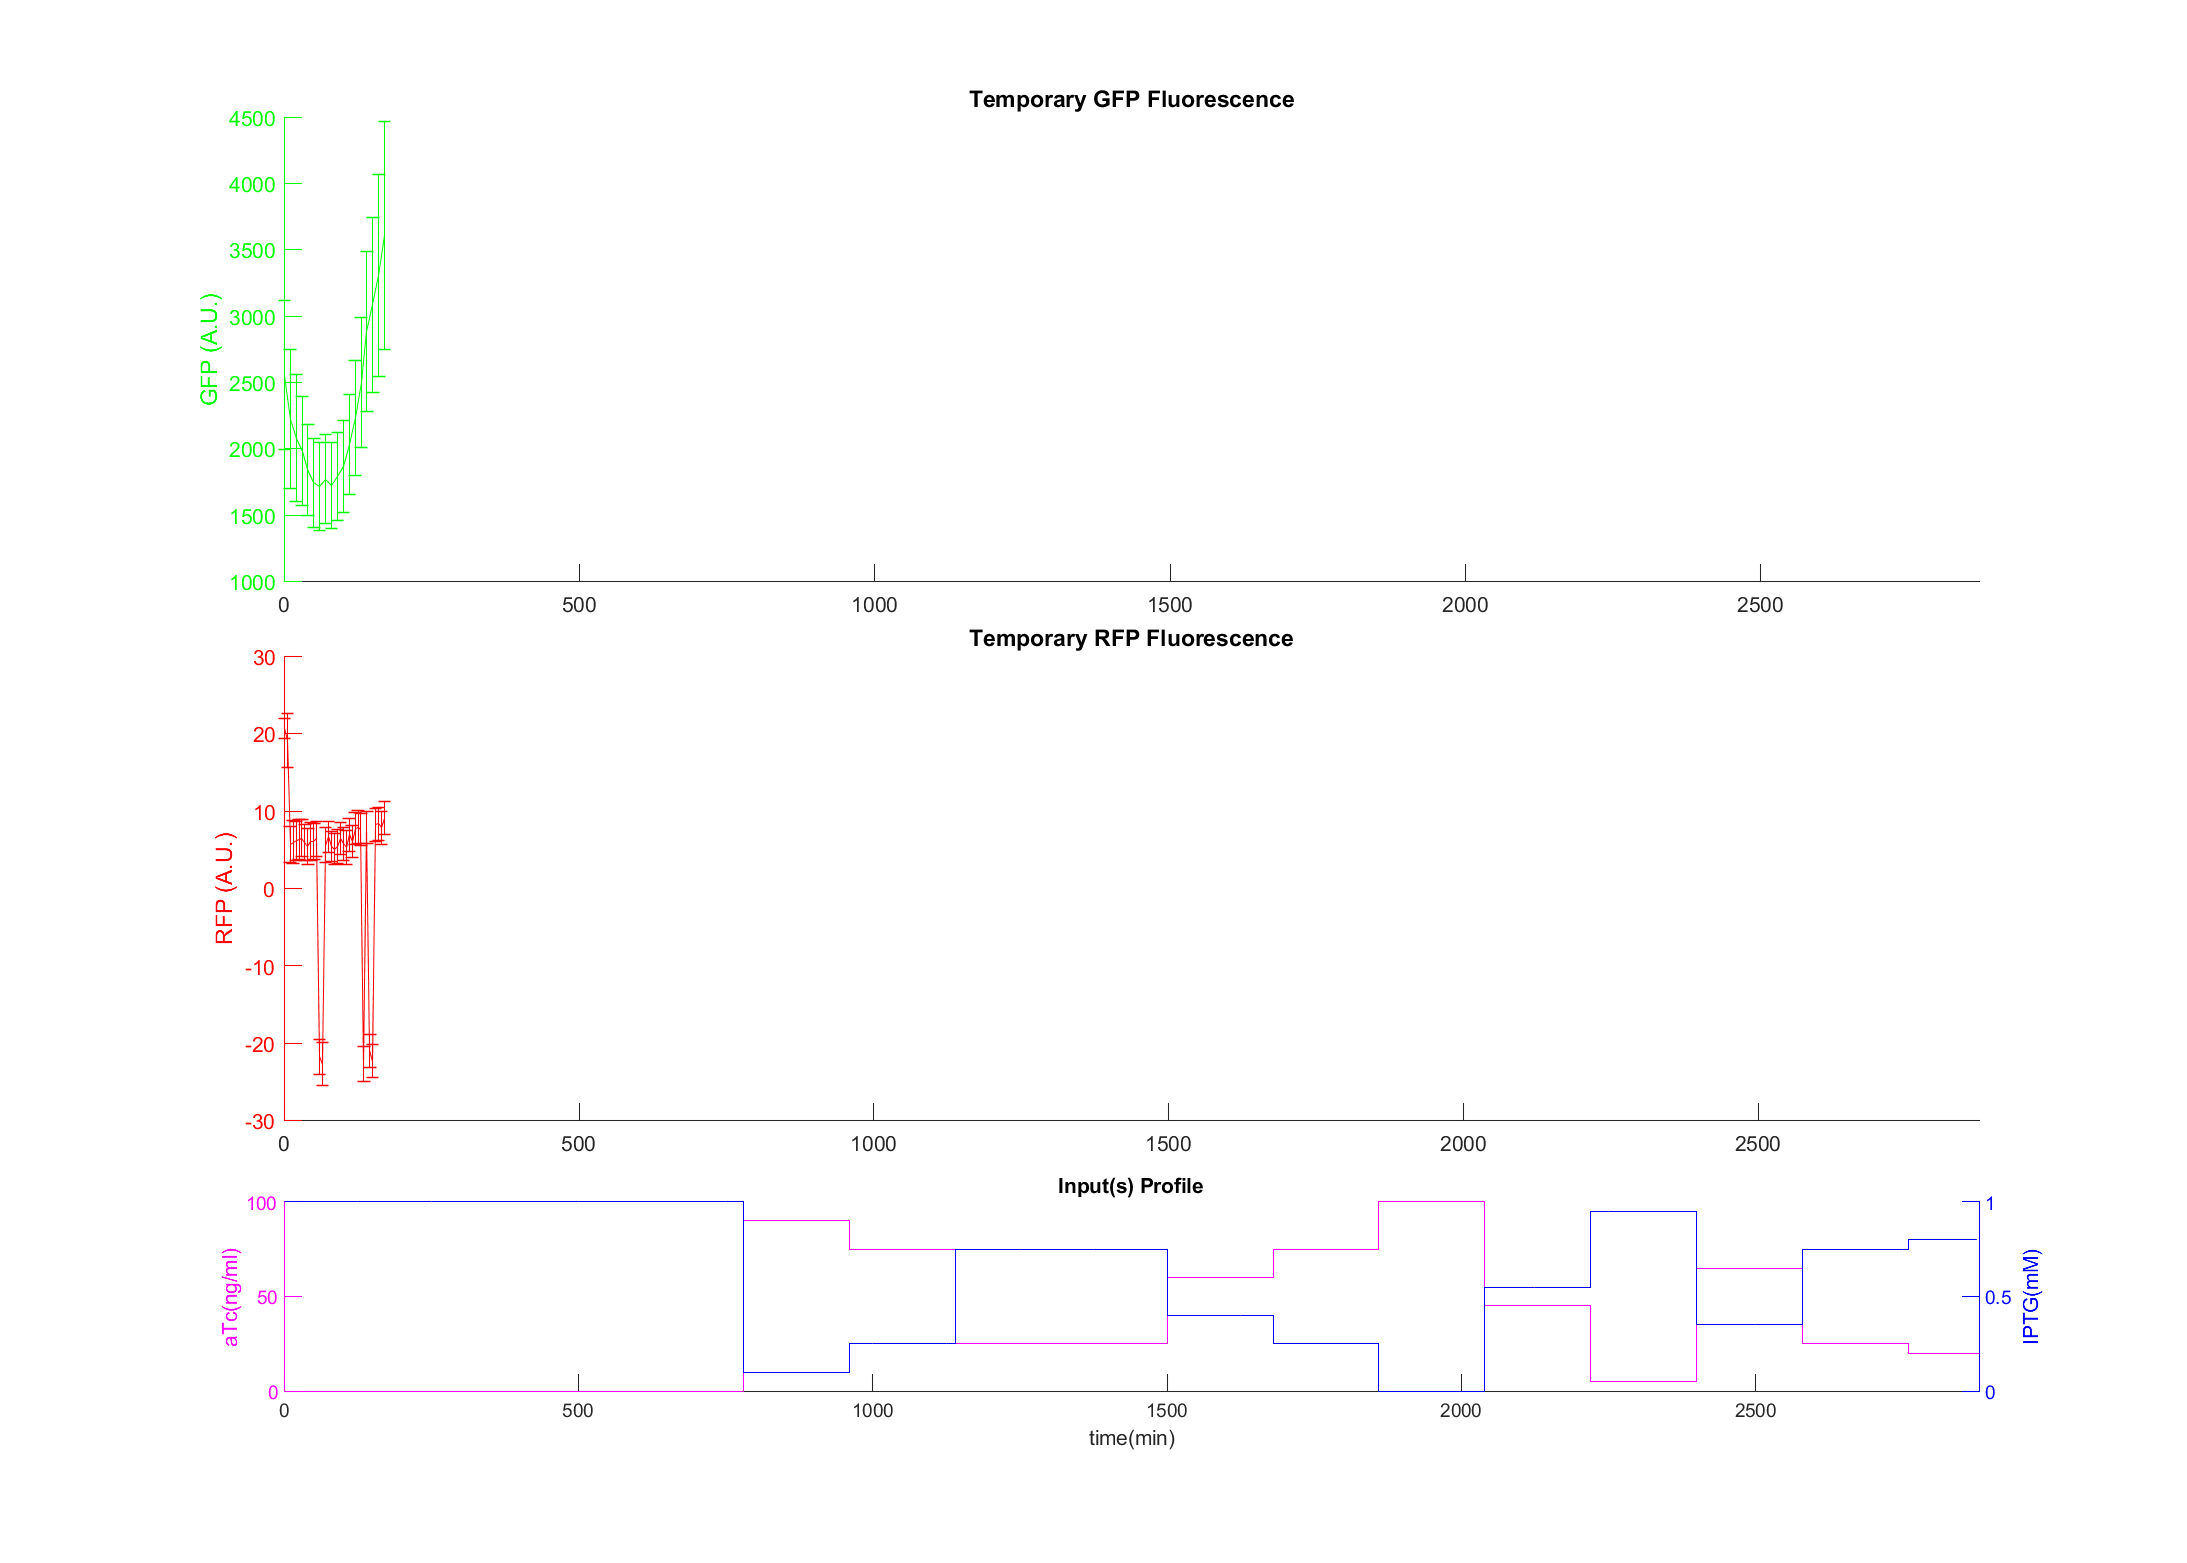 Temporary GFP Fluorescence
4500
4000
3500
3000
2500
2000
1500
1000
GFP (A.U.)
0 500 1000 1500 2000 2500
Temporary RFP Fluorescence
30
20
10
0
-10
-20
-30
RFP (A.U.)
0 500 1000 1500 2000 2500
Input(s) Profile
100
50
0
aTc(ng/ml)
1
0.5
0
IPTG(mM)
0 500 1000 1500 2000 2500
time(min)